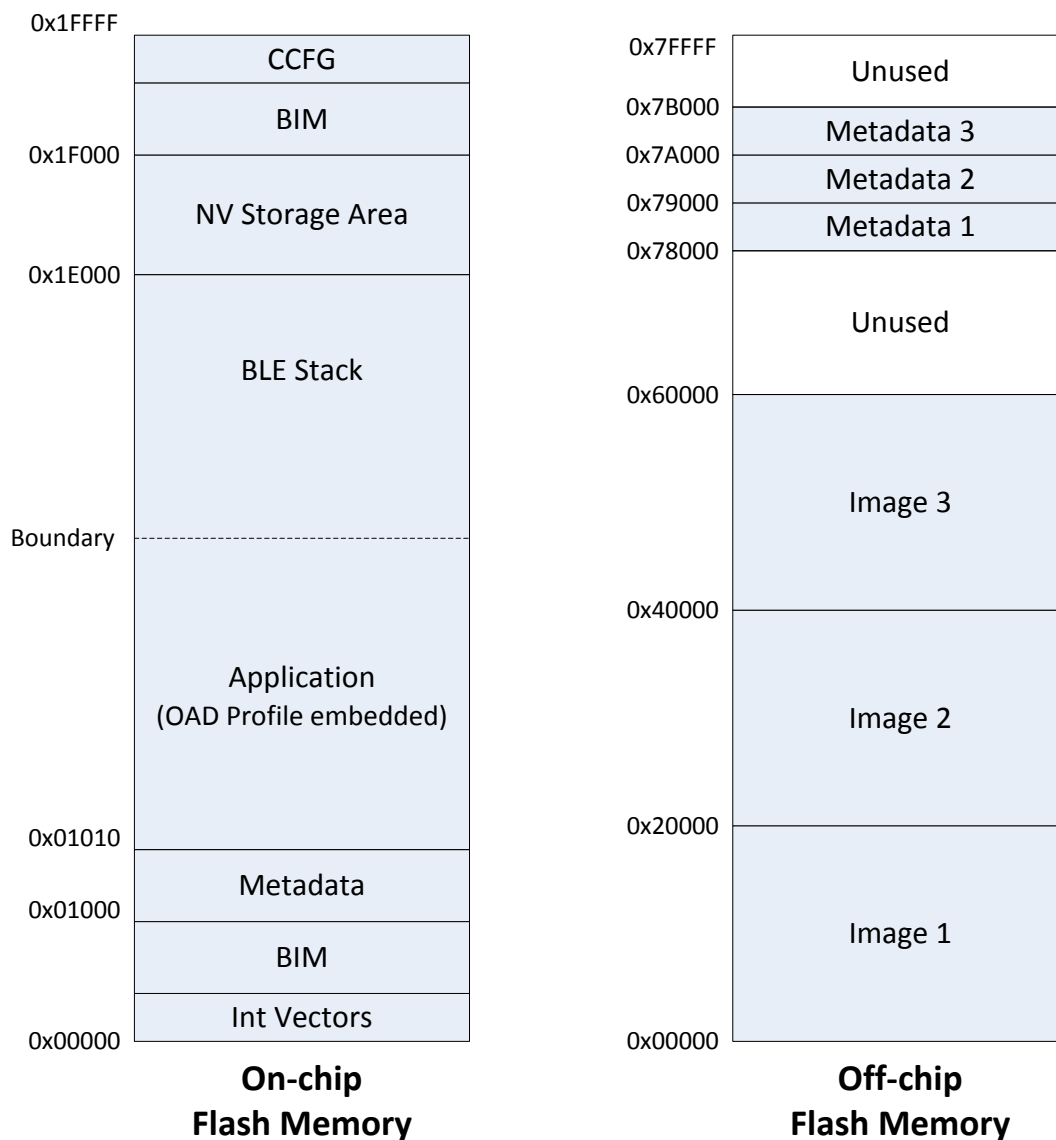 0x1FFFF
CCFG
BIM
0x1F000
NV Storage Area
0x1E000
BLE Stack
Boundary
Application
(OAD Profile embedded)
0x01010
Metadata
0x01000
BIM
Int Vectors
0x00000
On-chip
Flash Memory
0x7FFFF
Unused
0x7B000
Metadata 3
0x7A000
Metadata 2
0x79000
Metadata 1
0x78000
Unused
0x60000
Image 3
0x40000
Image 2
0x20000
Image 1
0x00000
Off-chip
Flash Memory